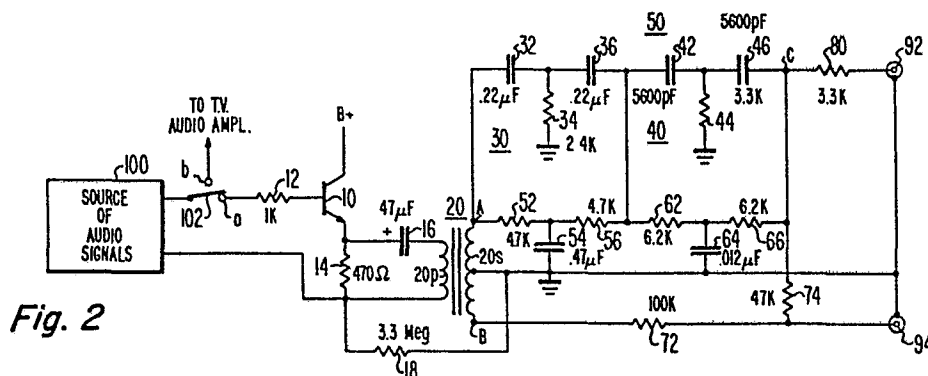 5600pF
32
36
50
42
46
C
80
92
.22µF
.22µF
5600pF
3.3K
3.3K
34
44
TO T.V.
AUDIO AMPL.
B+
30
2 4K
40
100
b
12
10
47µF
20
A
52
4.7K
62
6.2K
SOURCE
OF
AUDIO
SIGNALS
102
a
1K
+
16
47K
54
56
6.2K
64
66
14
470Ω
20p
20s
.47µF
.012µF
47K
74
100K
Fig. 2
3.3 Meg
B
72
94
18